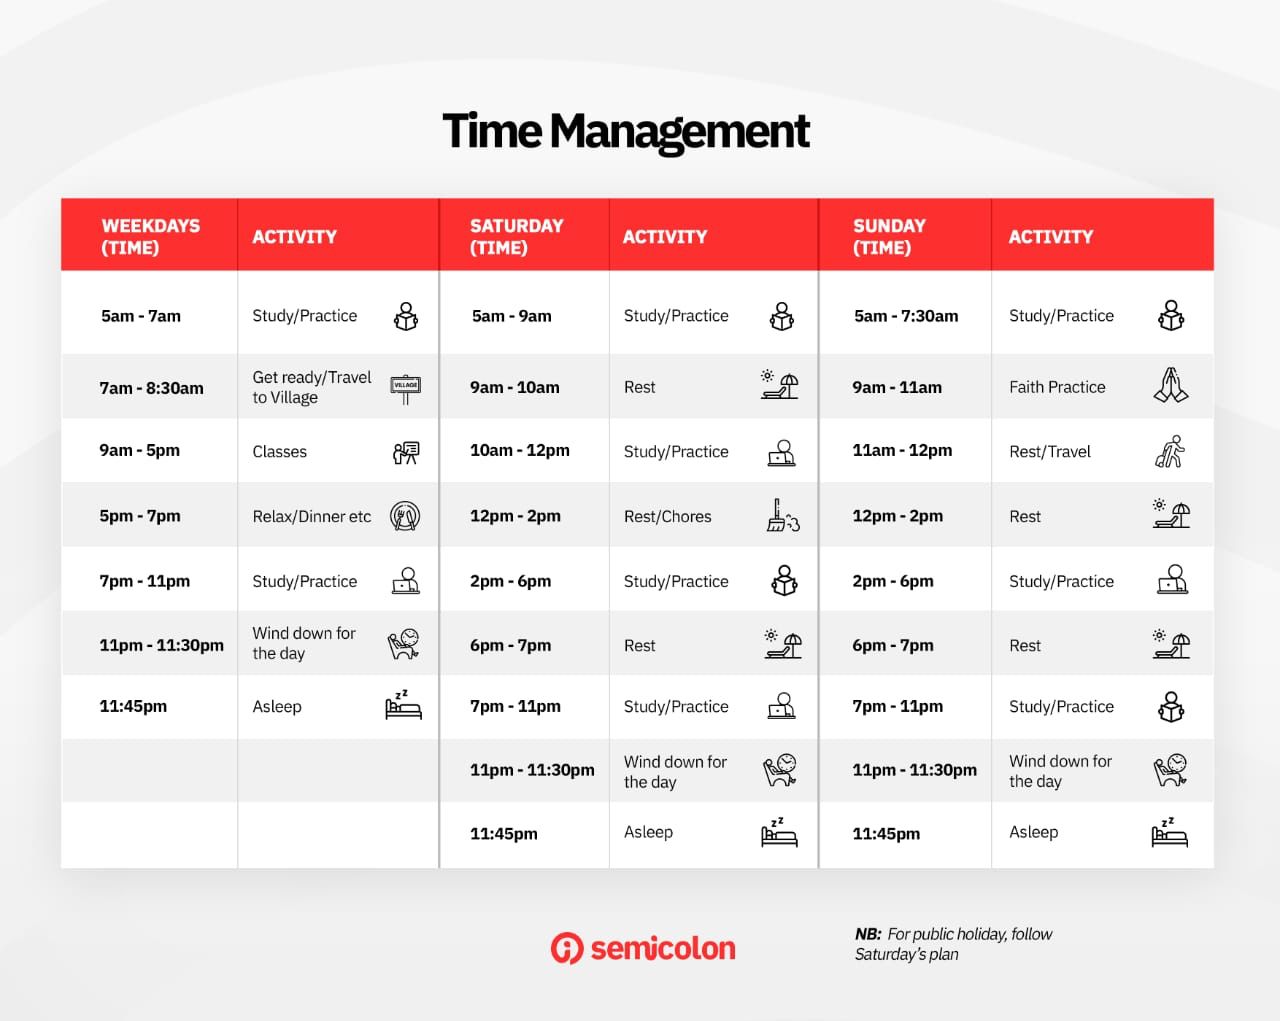 Time Management
WEEKDAYS
(TIME)
ACTIVITY
SATURDAY
(TIME)
ACTIVITY
SUNDAY
(TIME)
ACTIVITY
5am - 7am
Study/Practice
5am - 9am
Study/Practice
5am - 7:30am
Study/Practice
7am - 8:30am
Get ready/Travel
to Village
VILLAGE
9am - 10am
Rest
9am - 11am
Faith Practice
9am - 5pm
Classes
10am - 12pm
Study/Practice
11am - 12pm
Rest/Travel
5pm - 7pm
Relax/Dinner etc
12pm - 2pm
Rest/Chores
12pm - 2pm
Rest
7pm - 11pm
Study/Practice
2pm - 6pm
Study/Practice
2pm - 6pm
Study/Practice
11pm - 11:30pm
Wind down for
the day
6pm - 7pm
Rest
6pm - 7pm
Rest
11:45pm
Asleep
zz
7pm - 11pm
Study/Practice
7pm - 11pm
Study/Practice
11pm - 11:30pm
Wind down for
the day
11pm - 11:30pm
Wind down for
the day
11:45pm
Asleep
zz
11:45pm
Asleep
zz
semicolon
NB: For public holiday, follow
Saturday's plan